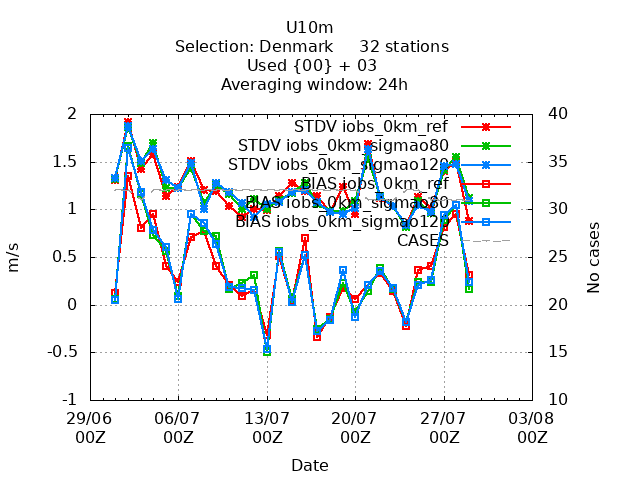 U10m
Selection: Denmark 32 stations
Used {00} + 03
Averaging window: 24h
2 40
STDV iobs_0km_ref
STDV iobs_0km_sigmao80
1.5 35
STDV iobs_0km_sigmao120
BIAS iobs_0km_ref
1 30
BIAS iobs_0km_sigmao80
BIAS iobs_0km_sigmao120
CASES
0.5 25
m/s
No cases
0 20
-0.5 15
-1 10
29/06 06/07 13/07 20/07 27/07 03/08
00Z 00Z 00Z 00Z 00Z 00Z
Date